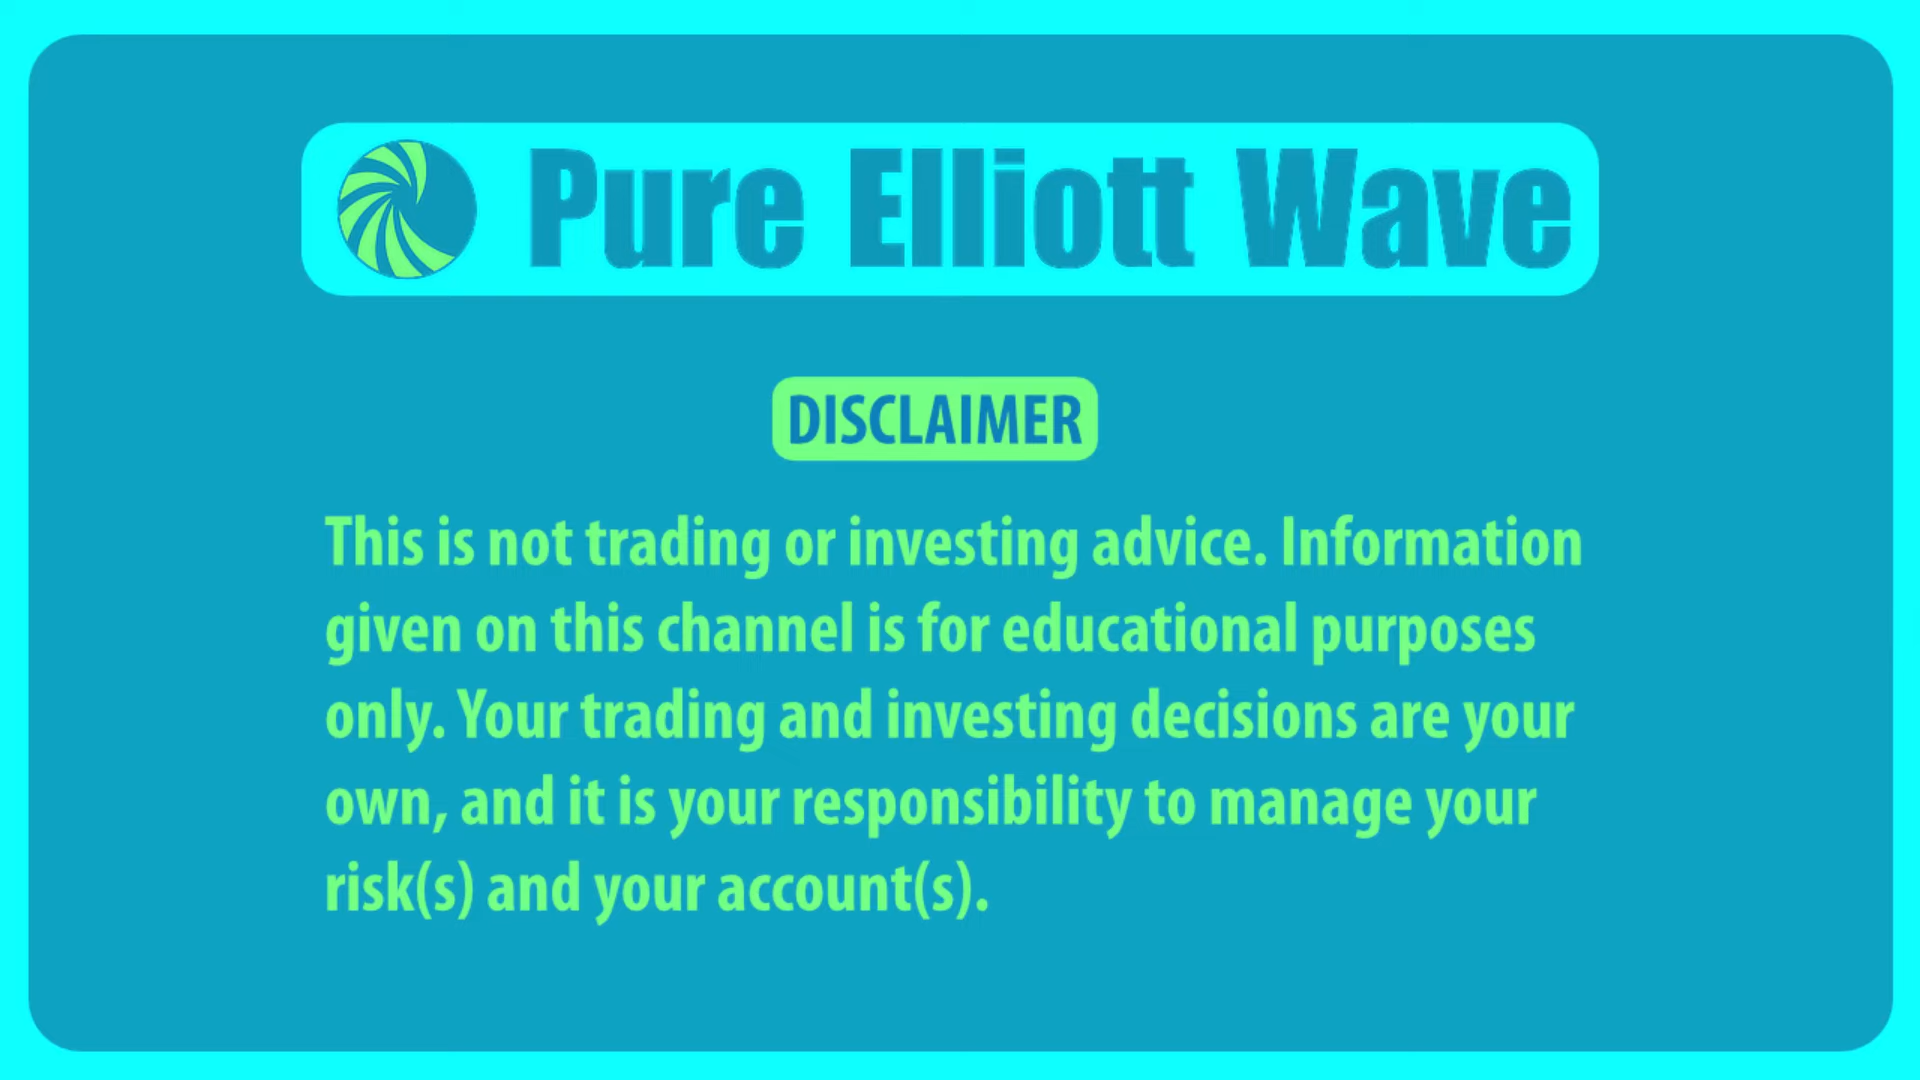 Pure Elliott Wave
DISCLAIMER
This is not trading or investing advice. Information
given on this channel is for educational purposes
only. Your trading and investing decisions are your
own, and it is your responsibility to manage your
risk(s) and your account(s).